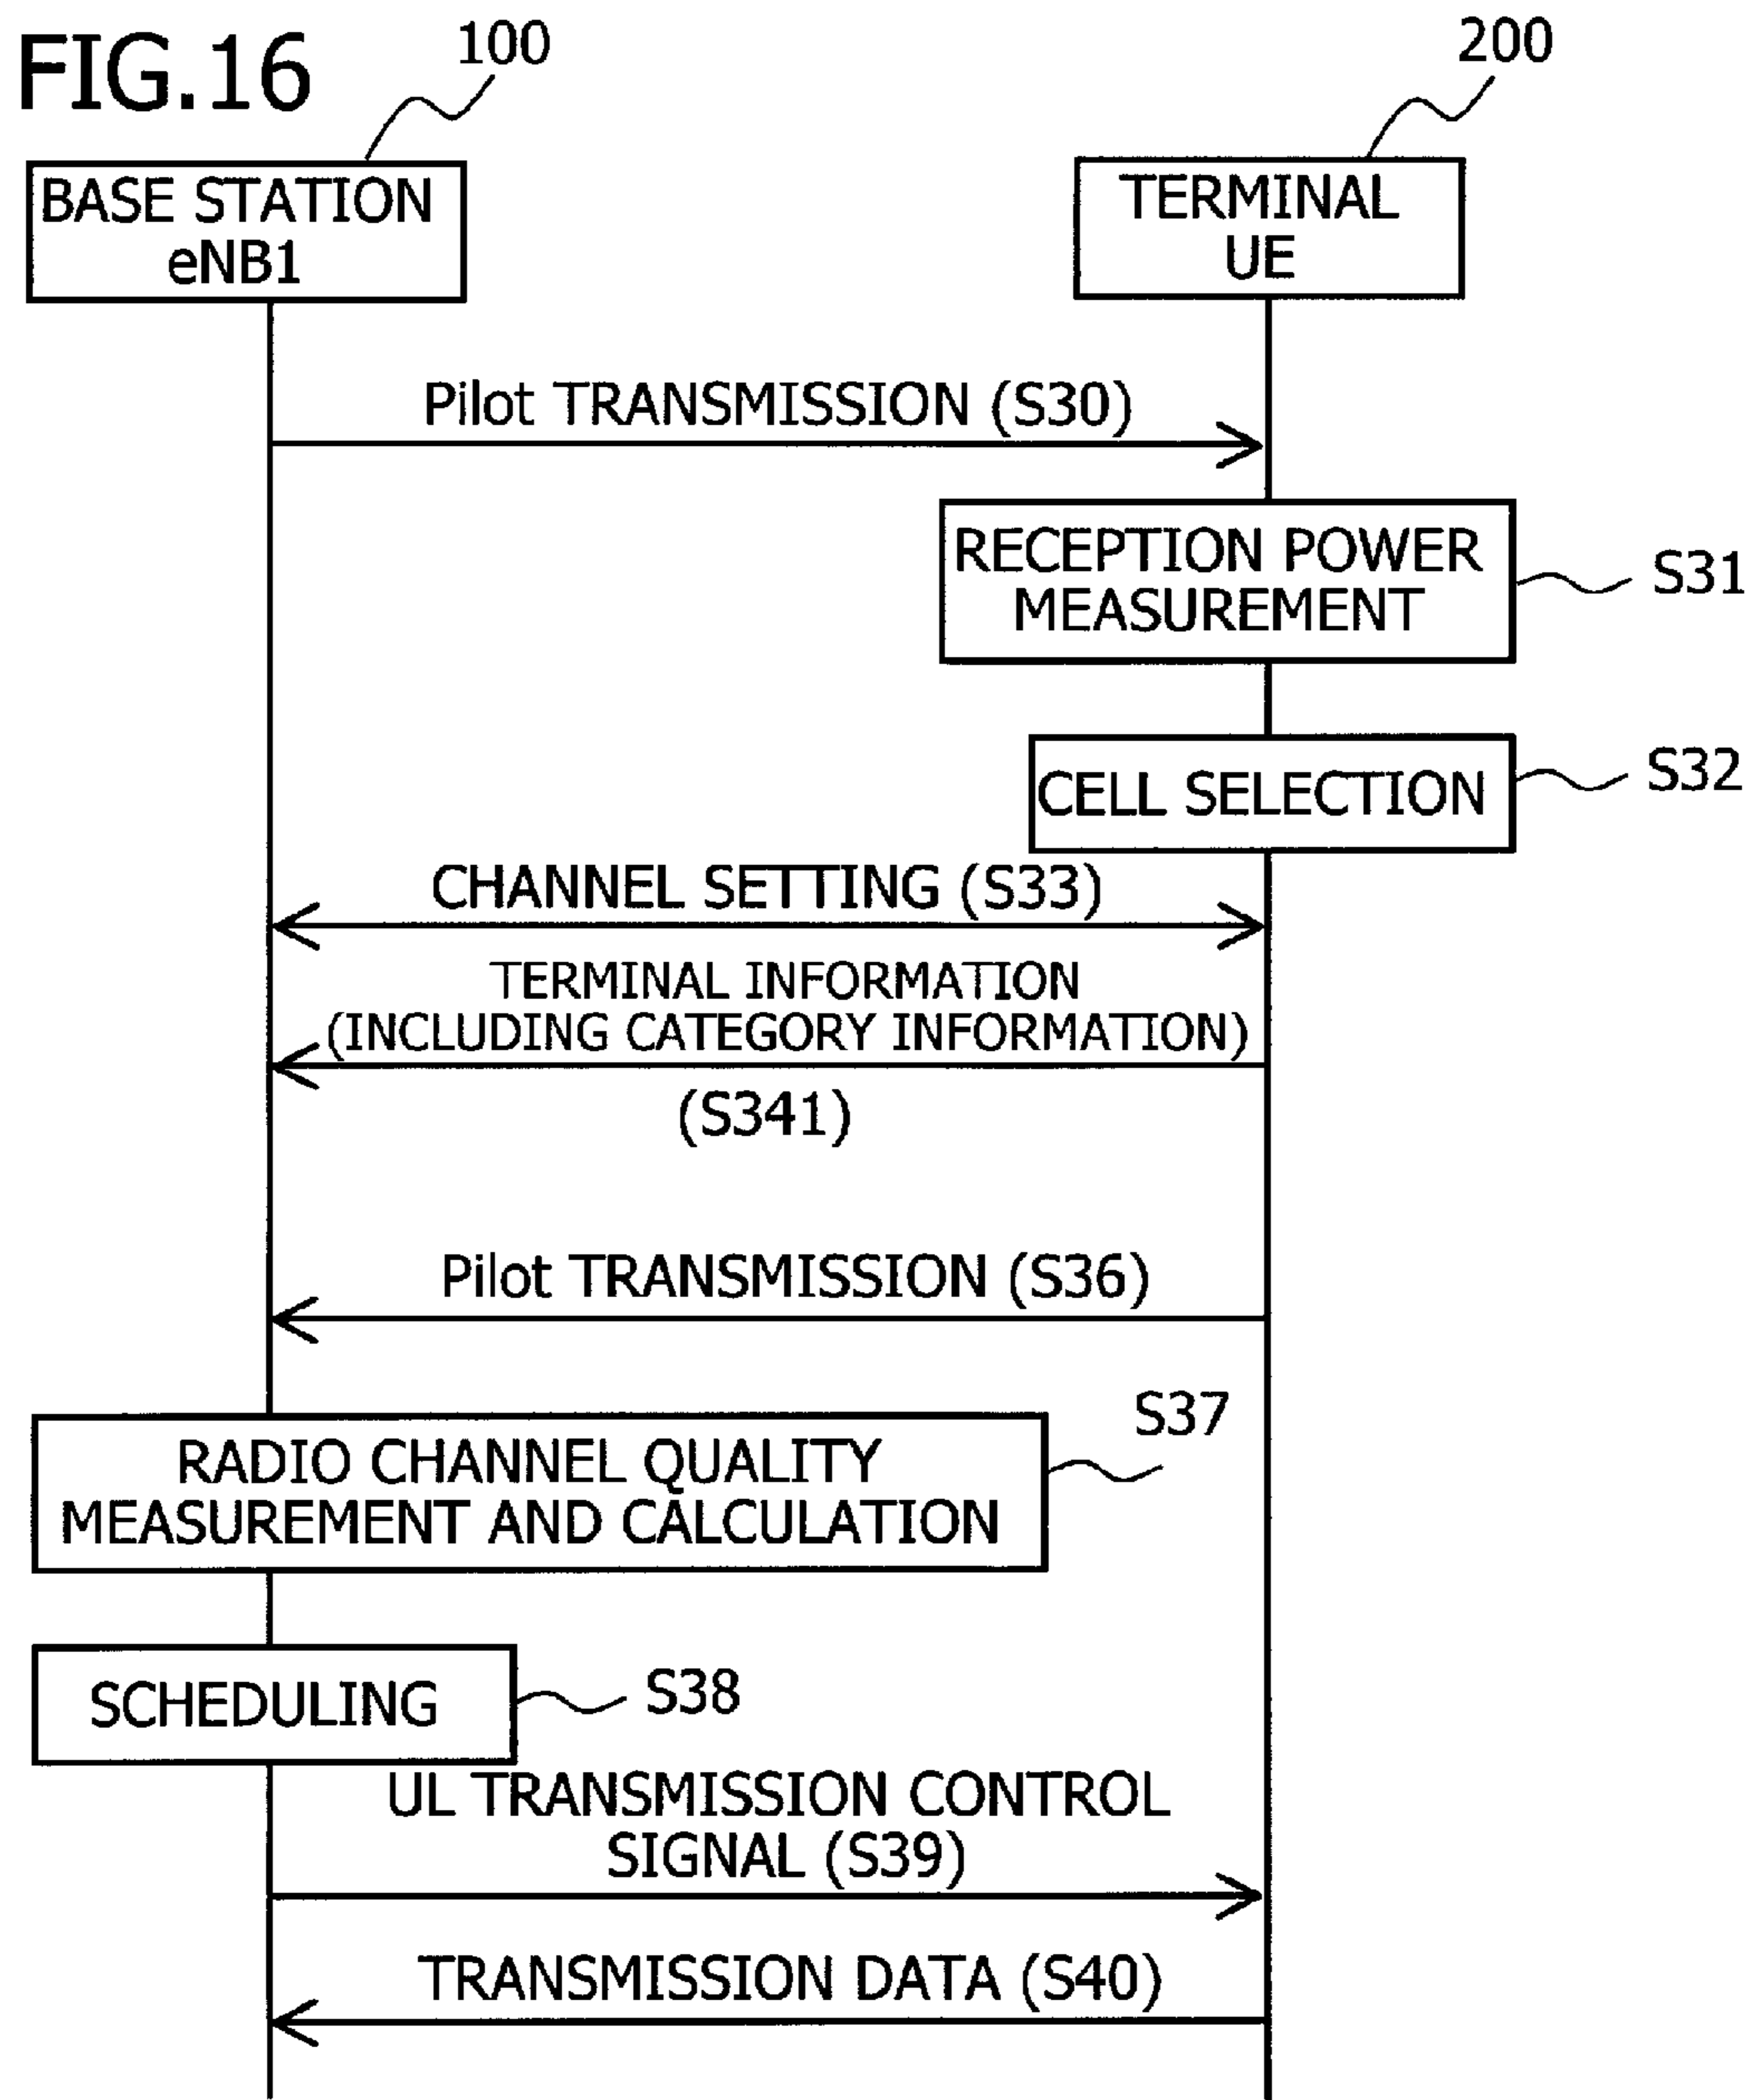 FIG.16
100
200
BASE STATION
eNB1
TERMINAL
UE
Pilot TRANSMISSION (S30)
RECEPTION POWER
MEASUREMENT
S31
CELL SELECTION
S32
CHANNEL SETTING (S33)
TERMINAL INFORMATION
(INCLUDING CATEGORY INFORMATION)
(S341)
Pilot TRANSMISSION (S36)
S37
RADIO CHANNEL QUALITY
MEASUREMENT AND CALCULATION
SCHEDULING
S38
UL TRANSMISSION CONTROL
SIGNAL (S39)
TRANSMISSION DATA (S40)